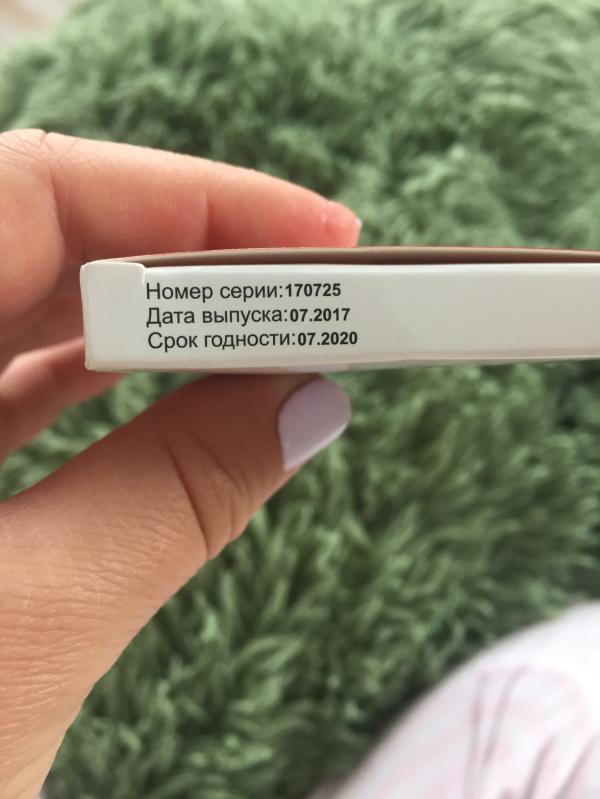 Номер серии:170725
Дата выпуска:07.2017
Срок годности:07.2020